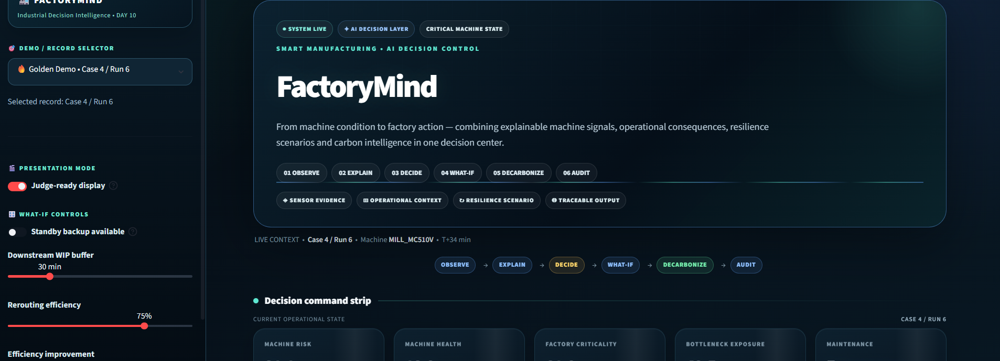 FACTORYMIND
Industrial Decision Intelligence • DAY 10
DEMO / RECORD SELECTOR
Golden Demo • Case 4 / Run 6
Selected record: Case 4 / Run 6
PRESENTATION MODE
Judge-ready display
WHAT-IF CONTROLS
Standby backup available
Downstream WIP buffer
30 min
Rerouting efficiency
75%
Efficiency improvement
SYSTEM LIVE
AI DECISION LAYER
CRITICAL MACHINE STATE
SMART MANUFACTURING • AI DECISION CONTROL
FactoryMind
From machine condition to factory action — combining explainable machine signals, operational consequences, resilience
scenarios and carbon intelligence in one decision center.
01 OBSERVE 02 EXPLAIN 03 DECIDE 04 WHAT-IF 05 DECARBONIZE 06 AUDIT
SENSOR EVIDENCE OPERATIONAL CONTEXT RESILIENCE SCENARIO TRACEABLE OUTPUT
LIVE CONTEXT • Case 4 / Run 6 • Machine MILL_MC510V • T+34 min
OBSERVE → EXPLAIN → DECIDE → WHAT-IF → DECARBONIZE → AUDIT
Decision command strip
CURRENT OPERATIONAL STATE
CASE 4 / RUN 6
MACHINE RISK
MACHINE HEALTH
FACTORY CRITICALITY
BOTTLENECK EXPOSURE
MAINTENANCE